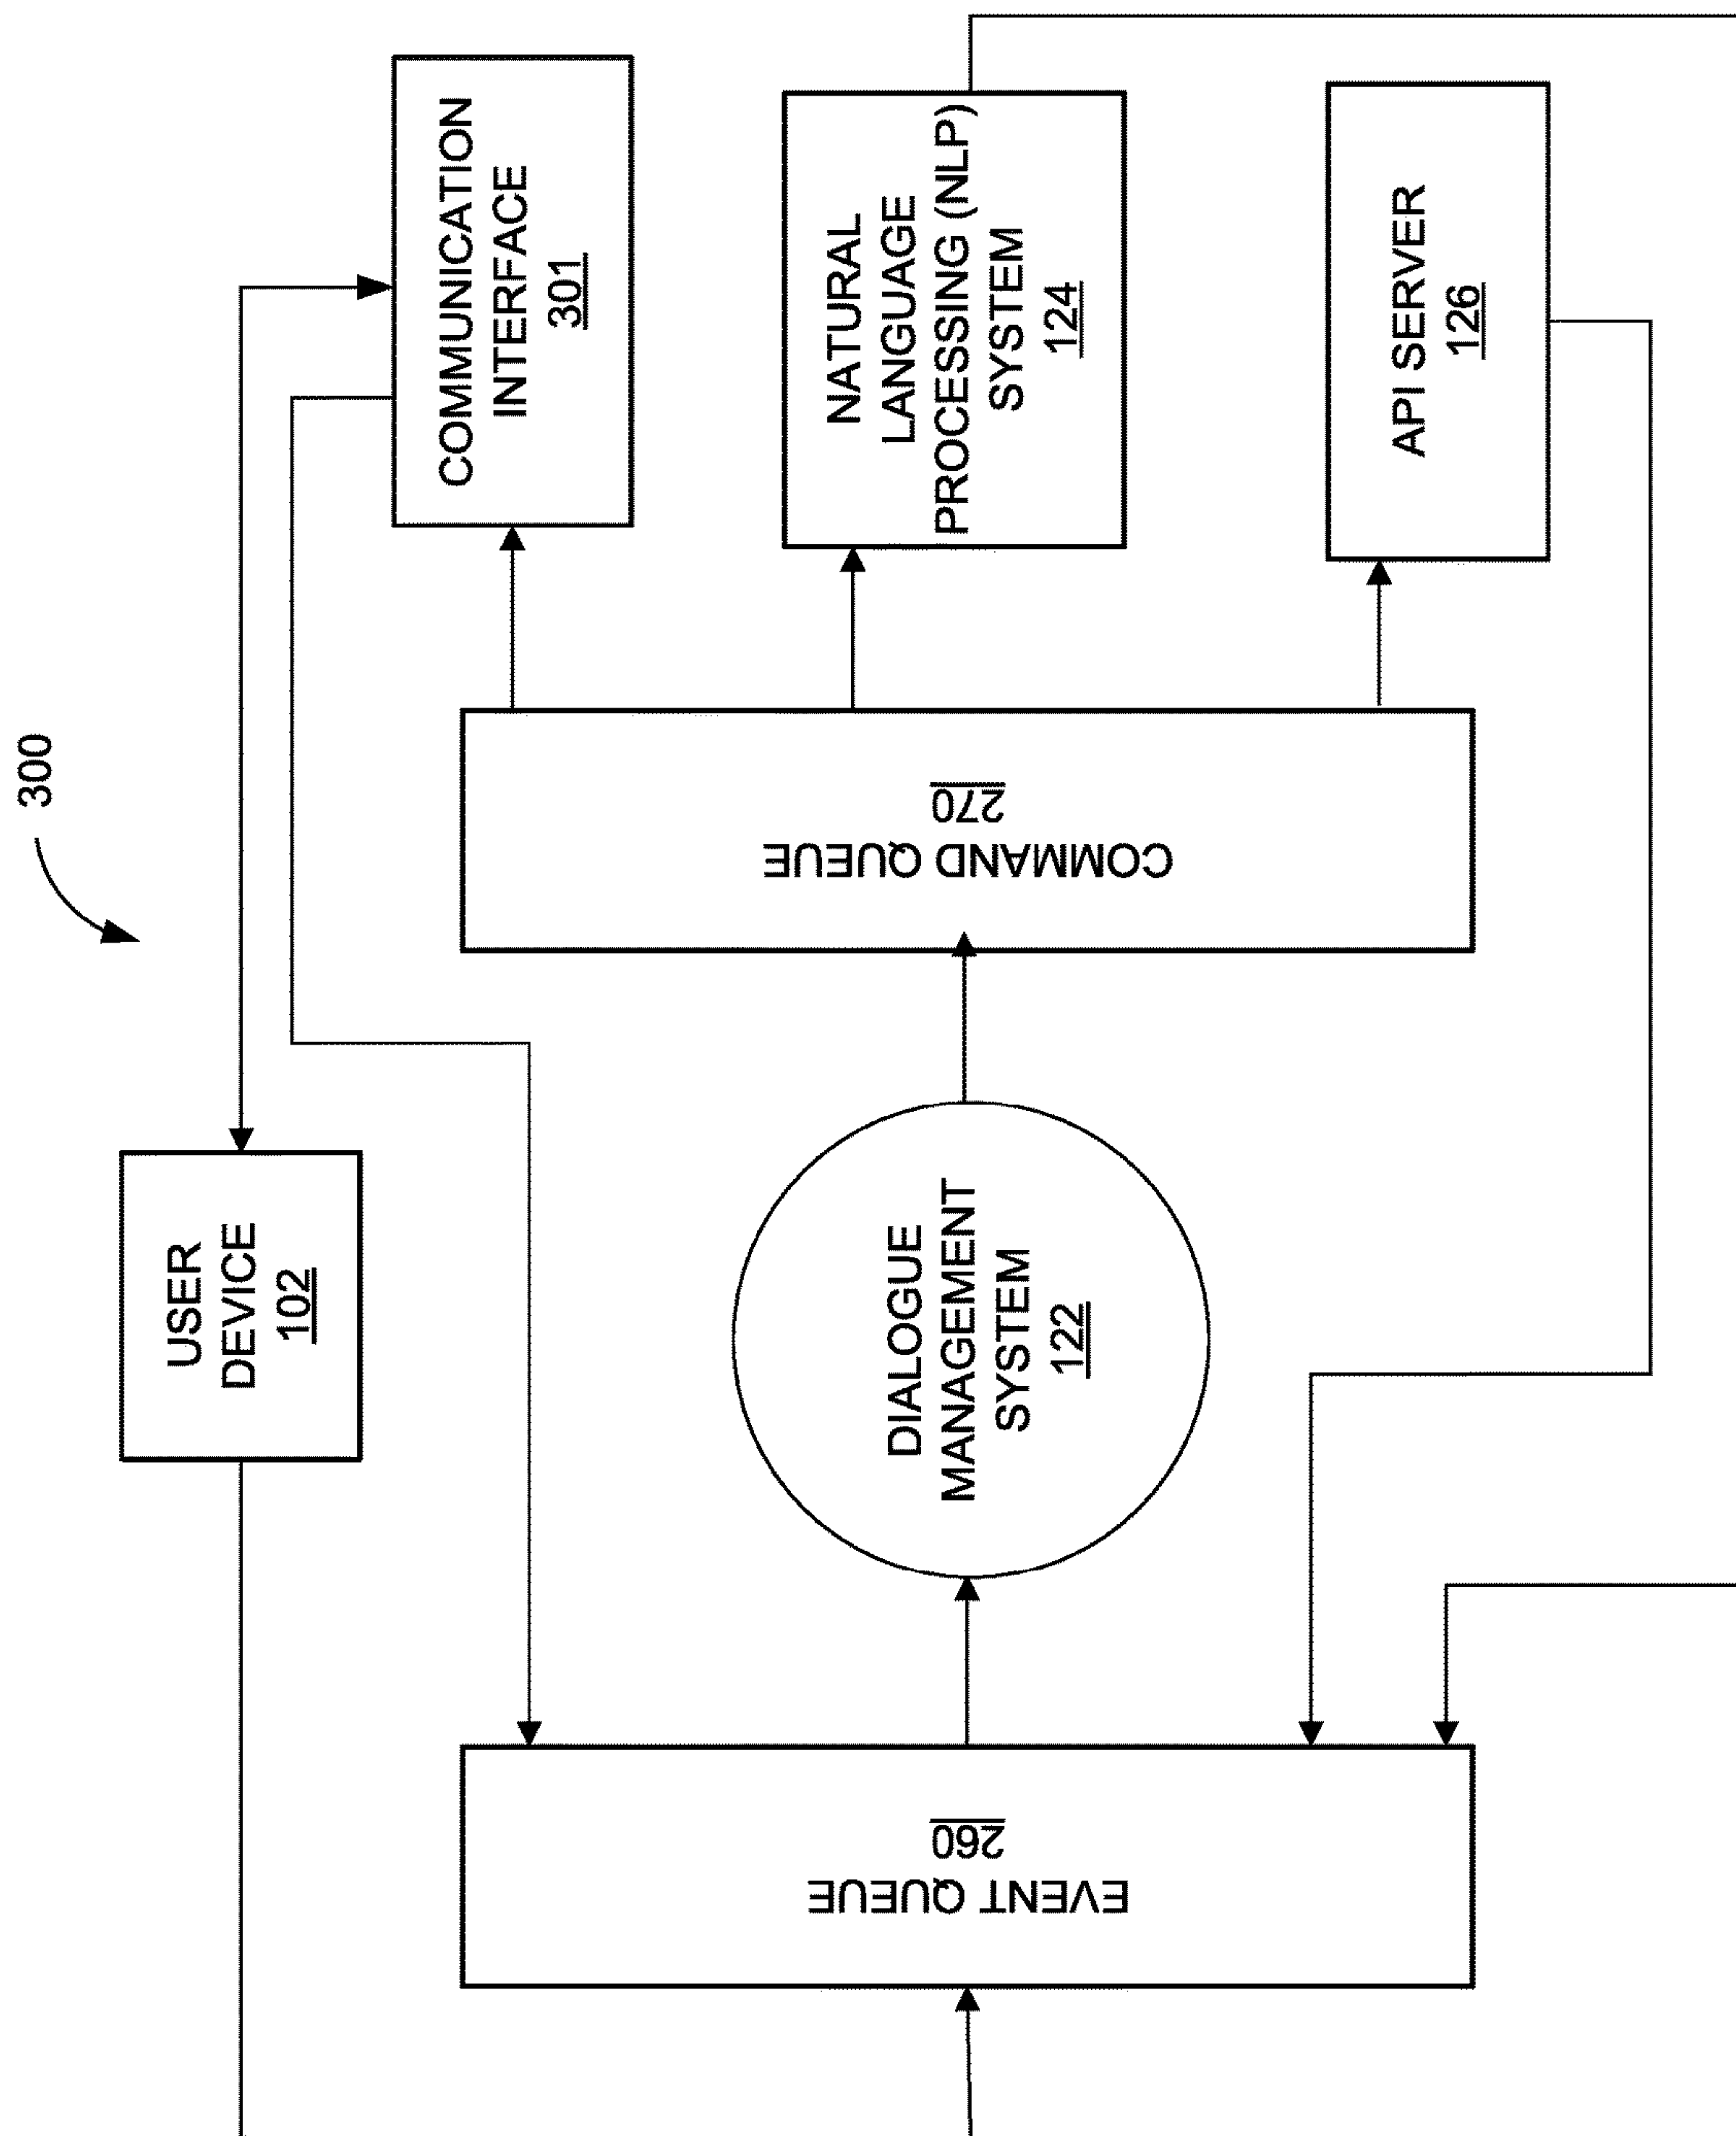 300
USER
DEVICE
102
COMMUNICATION
INTERFACE
301
EVENT QUEUE
260
DIALOGUE
MANAGEMENT
SYSTEM
122
COMMAND QUEUE
270
NATURAL
LANGUAGE
PROCESSING (NLP)
SYSTEM
124
API SERVER
126